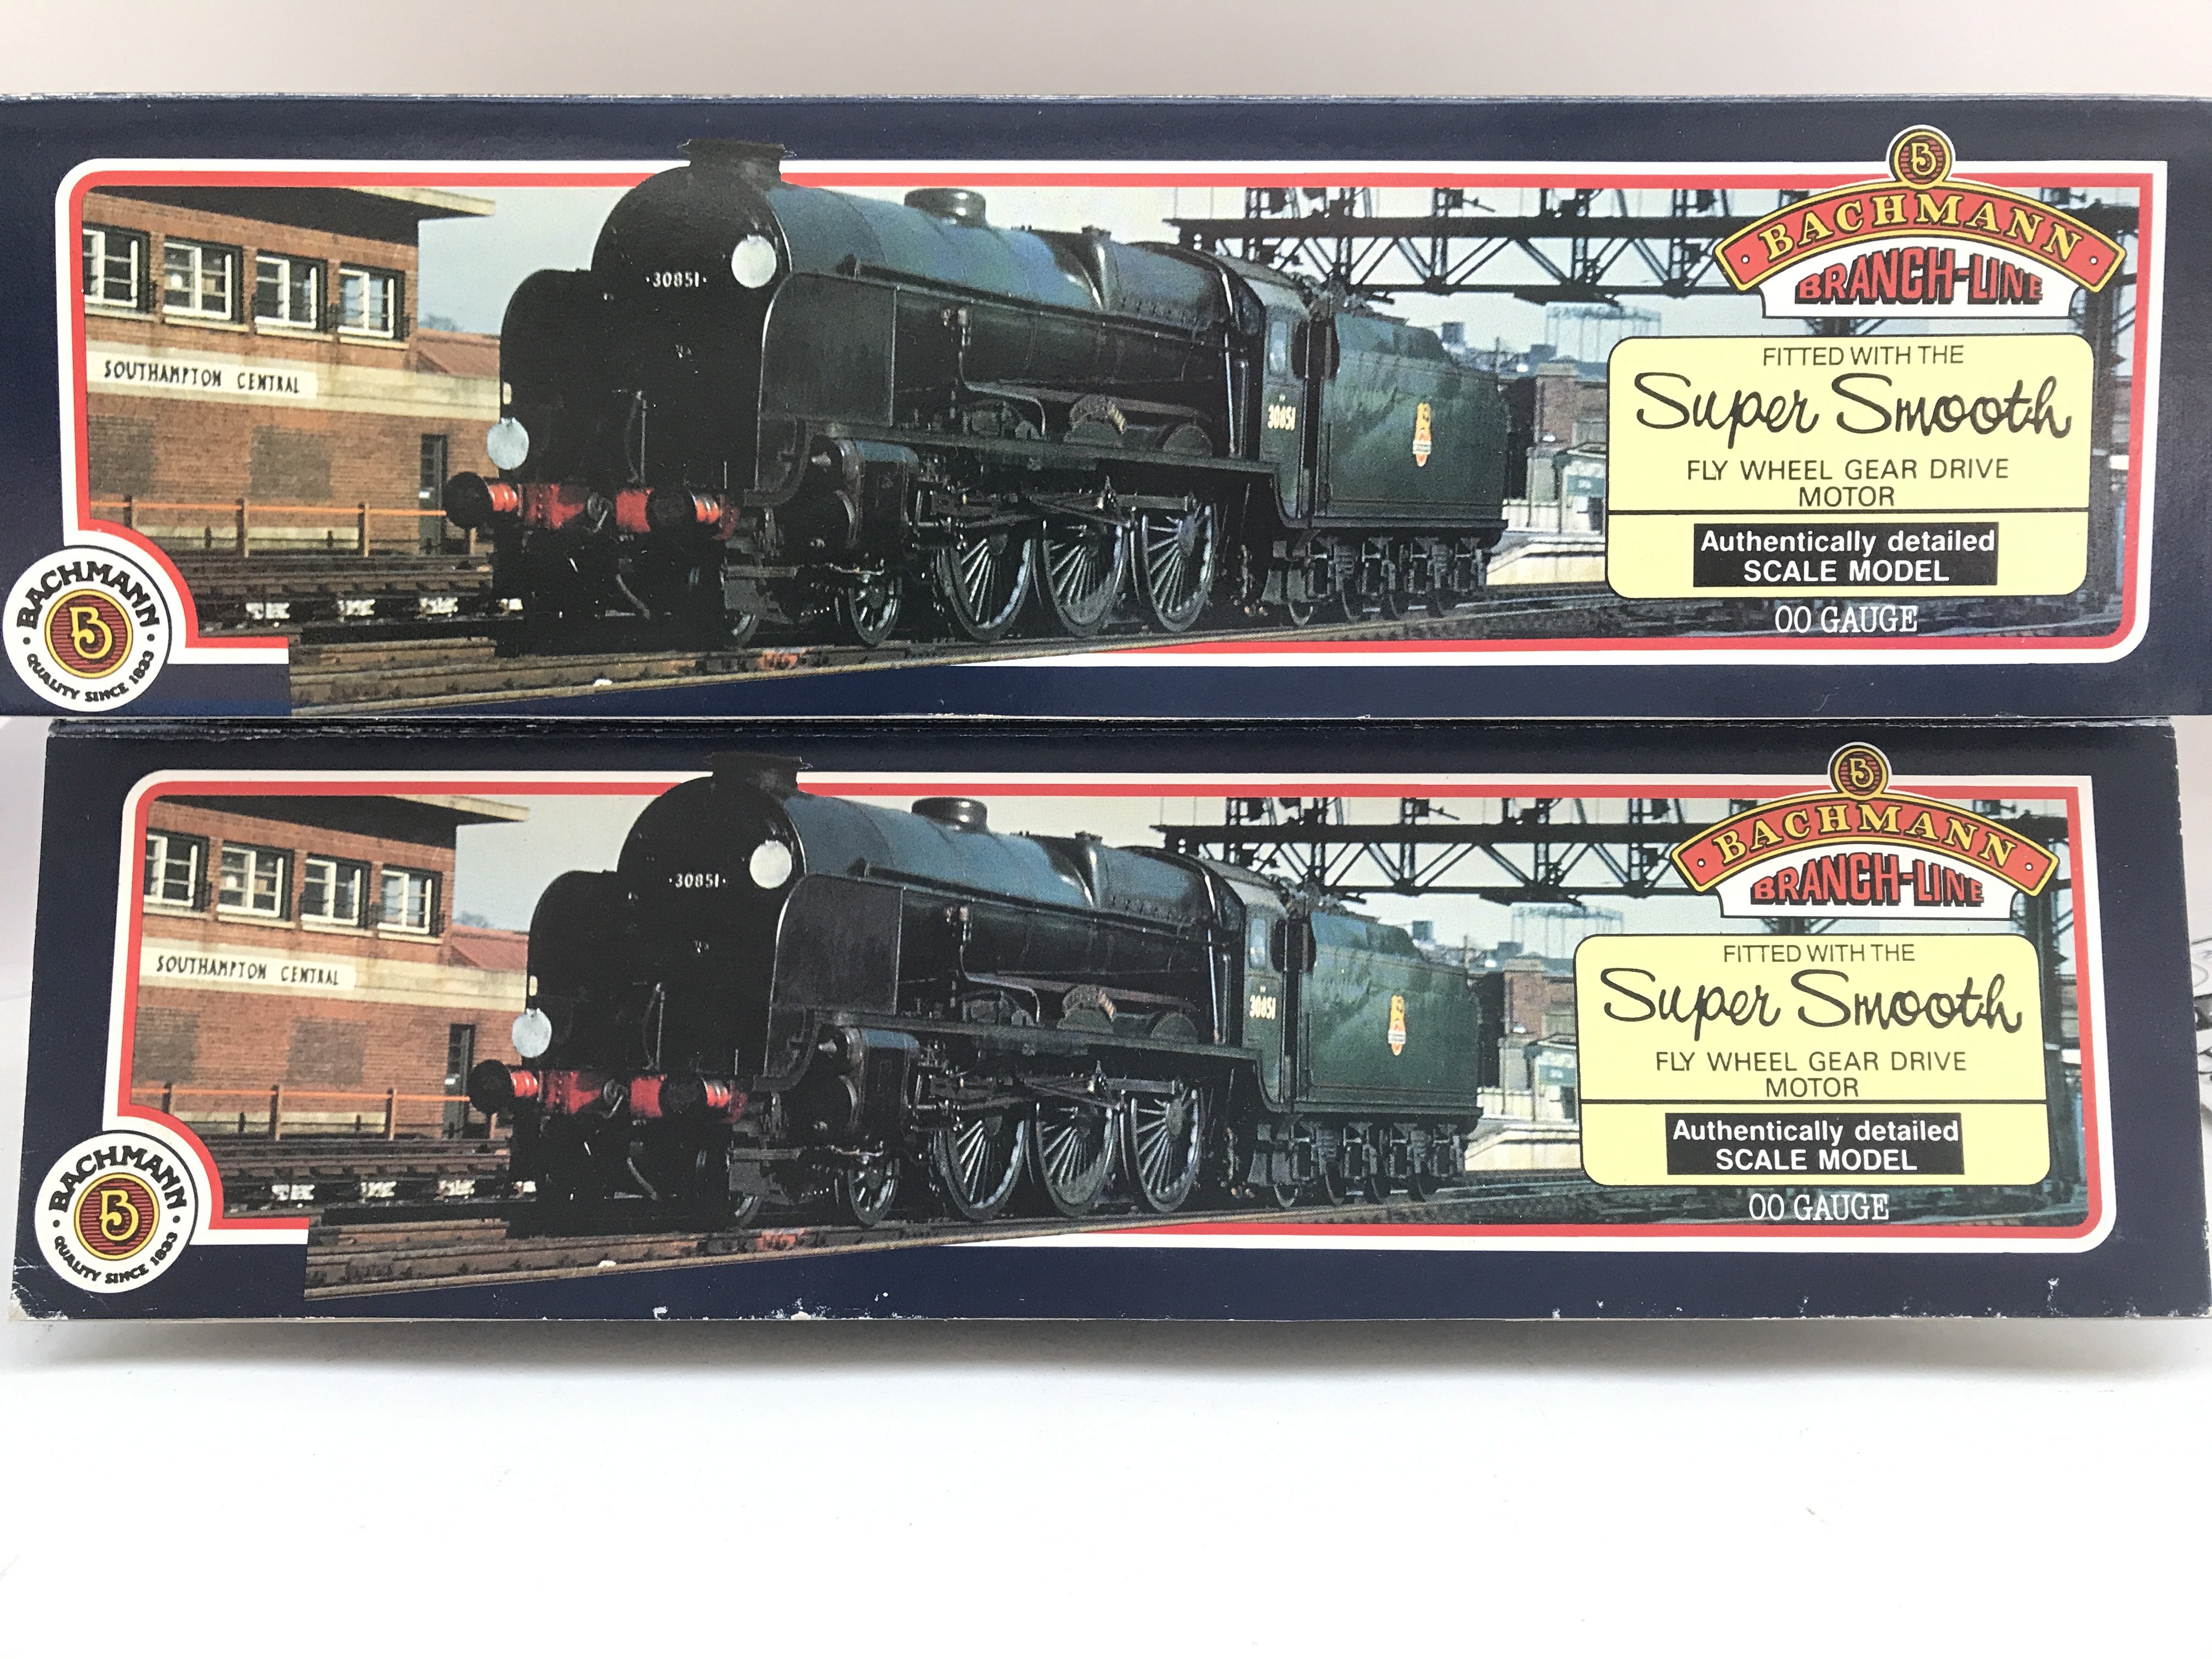 B
BACHMANN
BRANCH-LINE
FITTED WITH THE
Super Smooth
FLY WHEEL GEAR DRIVE
MOTOR
Authentically detailed
SCALE MODEL
OO GAUGE
SOUTHAMPTON CENTRAL
·30851·
30851
BACHMANN
B
QUALITY SINCE 1833
B
BACHMANN
BRANCH-LINE
FITTED WITH THE
Super Smooth
FLY WHEEL GEAR DRIVE
MOTOR
Authentically detailed
SCALE MODEL
OO GAUGE
SOUTHAMPTON CENTRAL
·30851·
30851
BACHMANN
B
QUALITY SINCE 1833